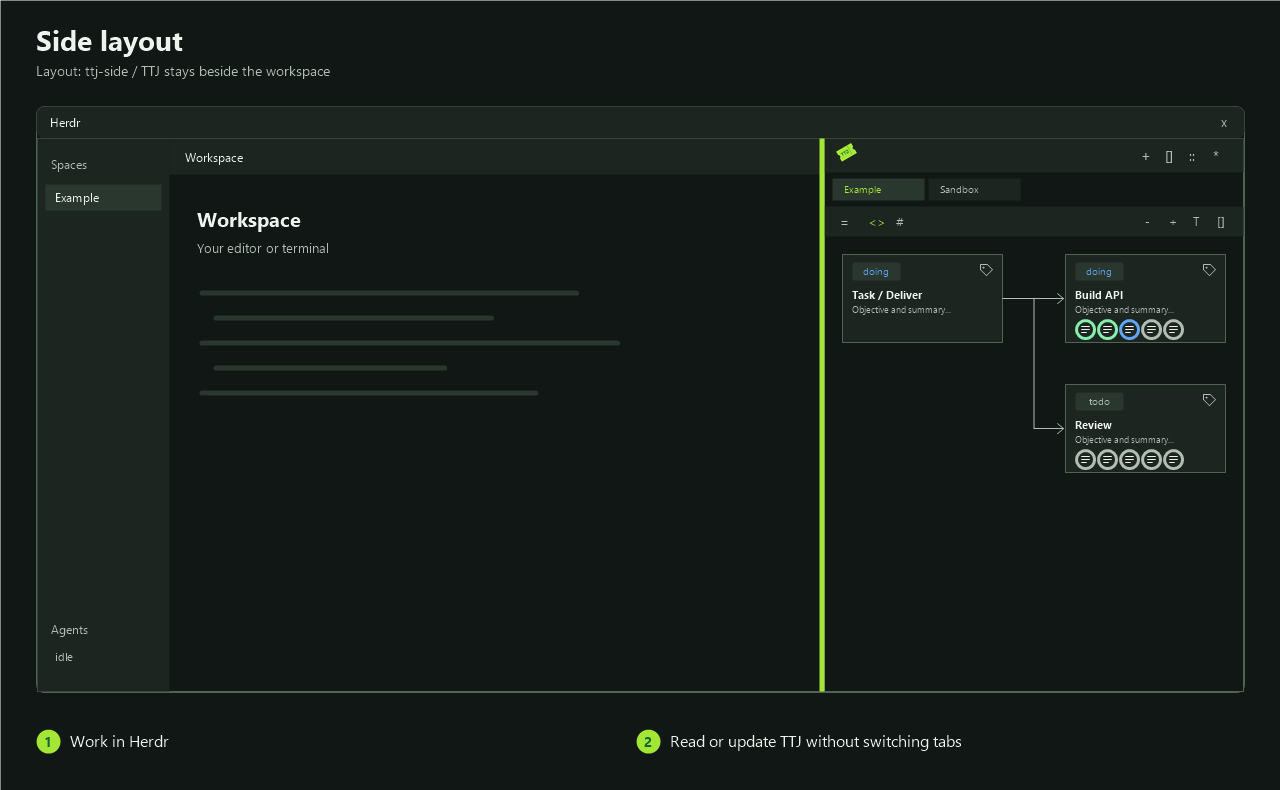 Side layout
Layout: ttj-side / TTJ stays beside the workspace
Herdr
x
Spaces
Example
Agents
idle
Workspace
Workspace
Your editor or terminal
TTJ
+ [] :: *
Example
Sandbox
= <> #
- + T []
doing
Task / Deliver
Objective and summary...
doing
Build API
Objective and summary...
todo
Review
Objective and summary...
1 Work in Herdr
2 Read or update TTJ without switching tabs